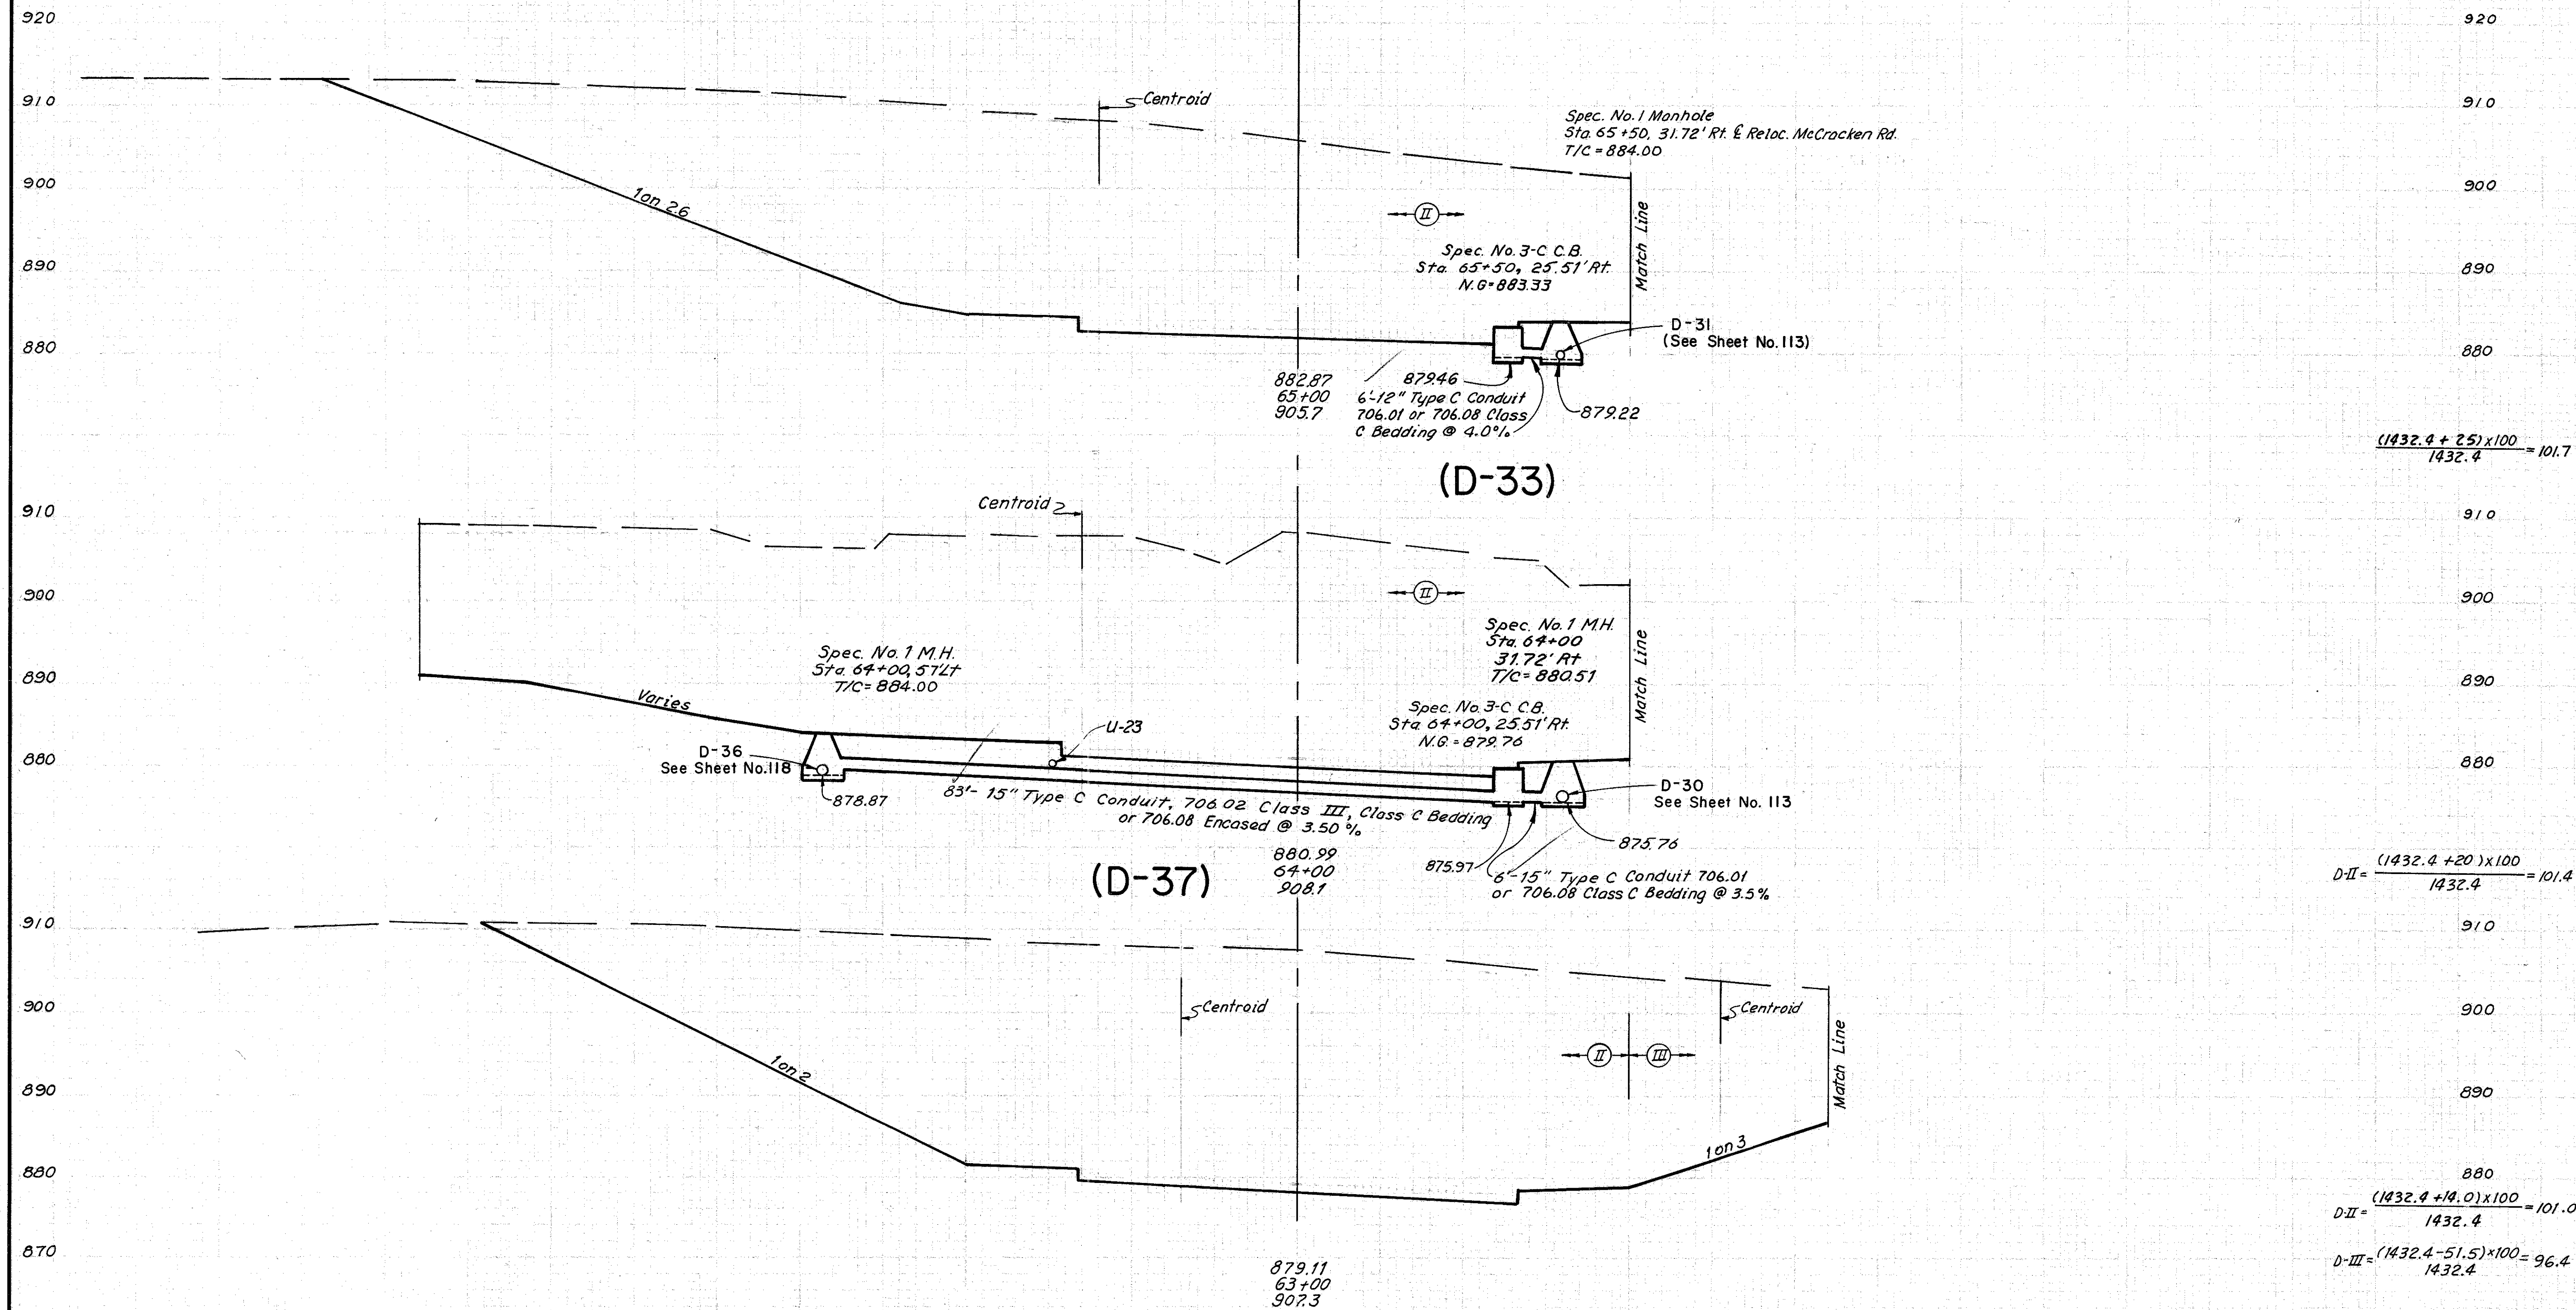 920
920
910
Centroid
910
Spec. No. 1 Manhole
Sta. 65+50, 31.72' Rt. ℄ Reloc. McCracken Rd.
T/C = 884.00
900
900
1 on 2.6
II
Match Line
Spec. No. 3-C C.B.
Sta. 65+50, 25.51' Rt.
N.G = 883.33
890
890
D-31
(See Sheet No. 113)
880
880
882.87
65+00
905.7
879.46
6'-12" Type C Conduit
706.01 or 706.08 Class
C Bedding @ 4.0%
879.22
(1432.4 + 25) x 100
1432.4
= 101.7
(D-33)
Centroid
910
910
900
900
II
Spec. No. 1 M.H.
Sta. 64+00
31.72' Rt
T/C = 880.51
Match Line
Spec. No. 1 M.H.
Sta. 64+00, 57' Lt
T/C = 884.00
890
890
Varies
Spec. No. 3-C C.B.
Sta. 64+00, 25.51' Rt.
N.G. = 879.76
U-23
D-36
See Sheet No. 118
880
880
D-30
See Sheet No. 113
878.87
83'- 15" Type C Conduit, 706.02 Class III, Class C Bedding
or 706.08 Encased @ 3.50 %
875.76
880.99
64+00
908.1
875.97
6'-15" Type C Conduit 706.01
or 706.08 Class C Bedding @ 3.5%
(D-37)
D-II = (1432.4 + 20) x 100
1432.4
= 101.4
910
910
900
Centroid
Centroid
900
II
III
Match Line
1 on 2
890
890
1 on 3
880
880
D-II = (1432.4 + 14.0) x 100
1432.4
= 101.0
870
D-III = (1432.4 - 51.5) x 100
1432.4
= 96.4
879.11
63+00
907.3